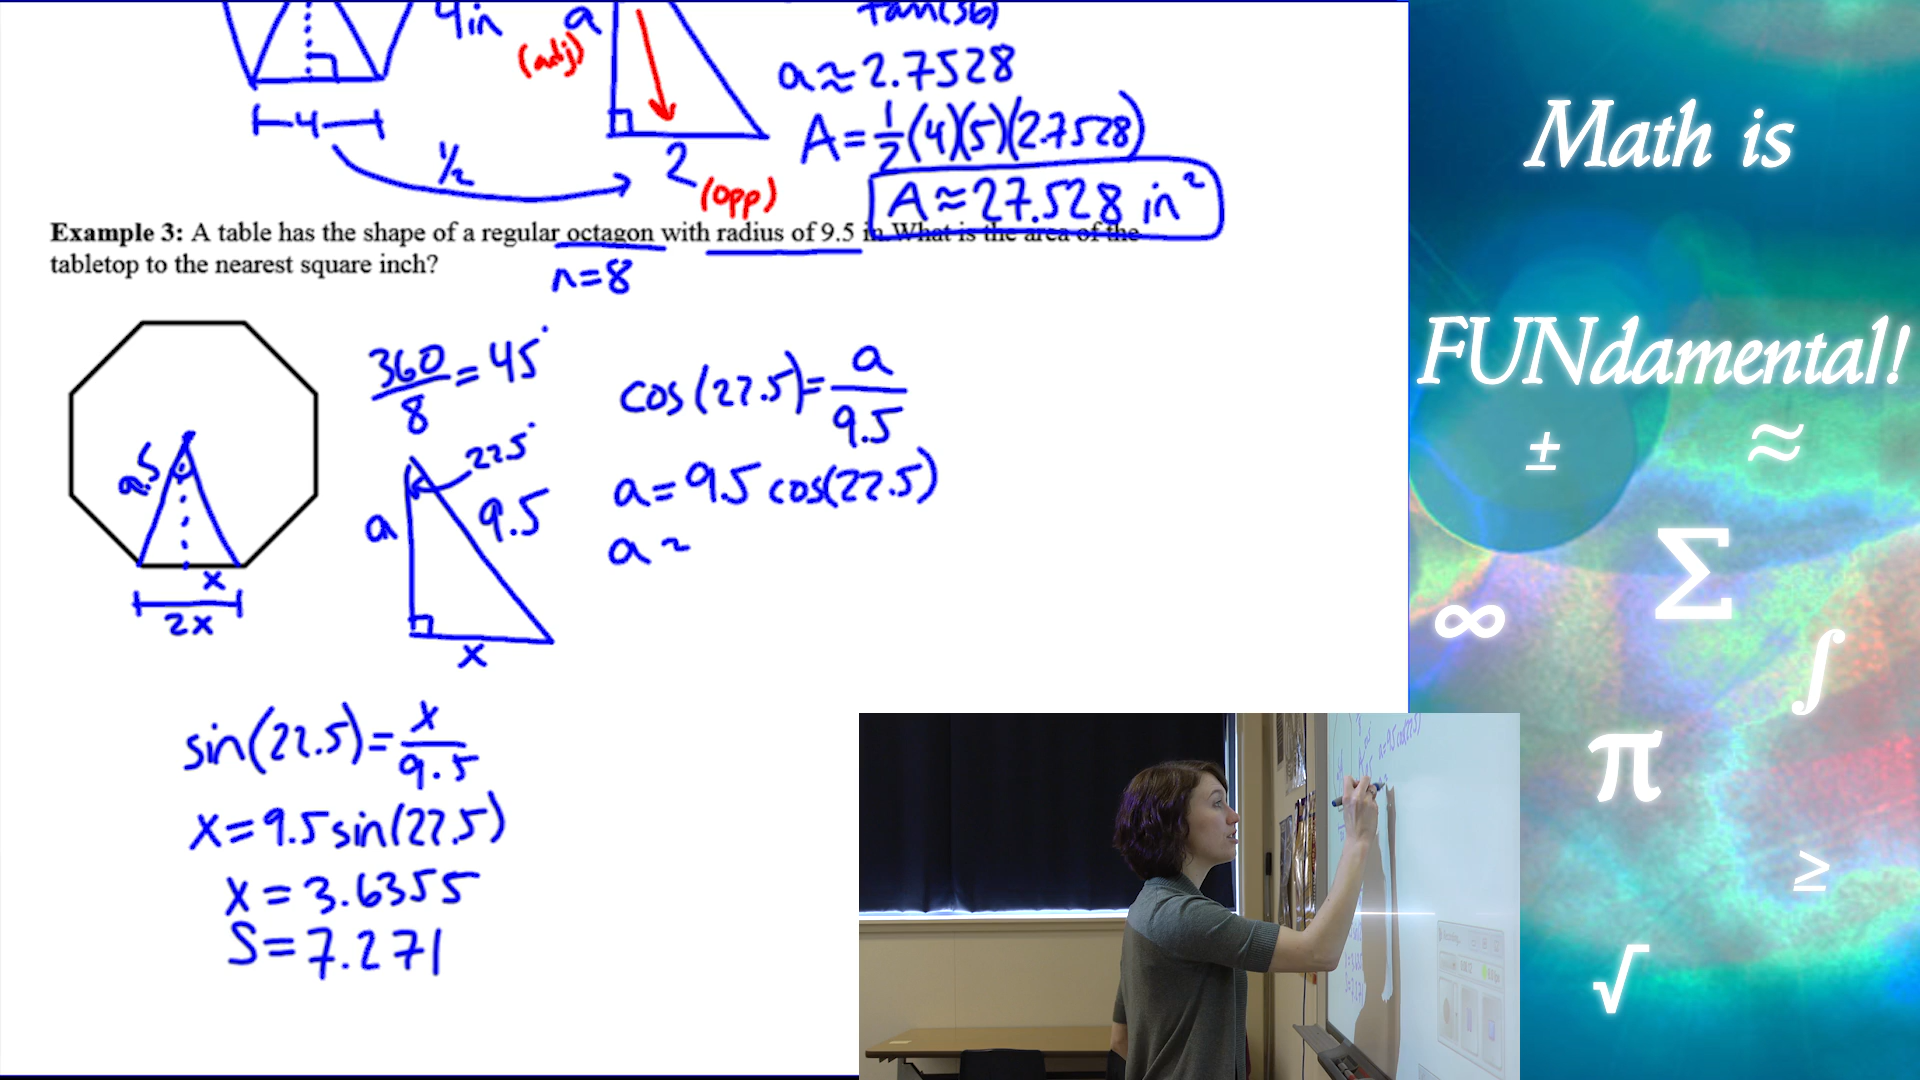 4in
a
(adj)
tan(36)
a≈2.7528
4
1/2
2
(opp)
A=1/2(4)(5)(2.7528)
A≈27.528 in²
Example 3: A table has the shape of a regular octagon with radius of 9.5 in. What is the area of the
tabletop to the nearest square inch?
n=8
360/8=45°
22.5°
9.5
x
2x
a
9.5
x
cos(22.5)=a/9.5
a=9.5cos(22.5)
a≈
sin(22.5)=x/9.5
x=9.5sin(22.5)
x=3.6355
S=7.271
Math is
FUNdamental!
± ≈
∑
∞
∫
π
≥
√
a=9.5cos(22.5)